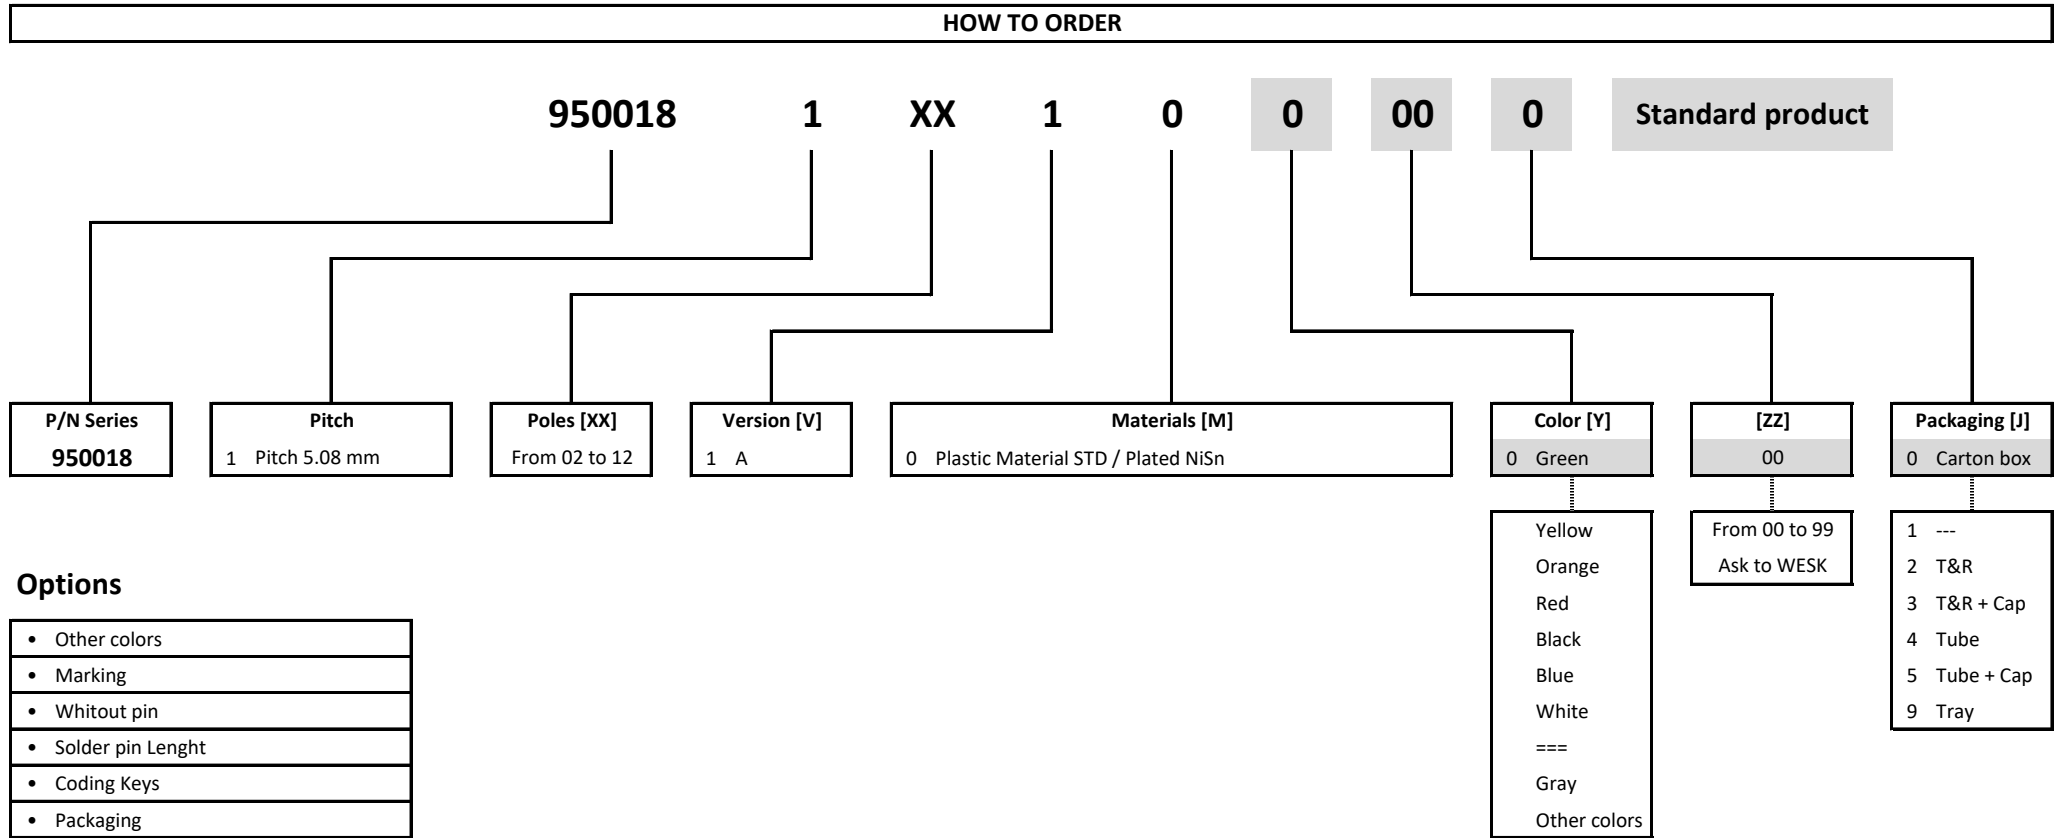 HOW TO ORDER
950018 1 XX 1 0 0 00 0 Standard product
P/N Series Pitch Poles [XX] Version [V] Materials [M] Color [Y] [ZZ] Packaging [J]
950018 1 Pitch 5.08 mm From 02 to 12 1 A 0 Plastic Material STD / Plated NiSn 0 Green 00 0 Carton box
Yellow From 00 to 99 1 ---
Orange Ask to WESK 2 T&R
Red 3 T&R + Cap
Black 4 Tube
Blue 5 Tube + Cap
White 9 Tray
===
Gray
Other colors
Options
• Other colors
• Marking
• Whitout pin
• Solder pin Lenght
• Coding Keys
• Packaging